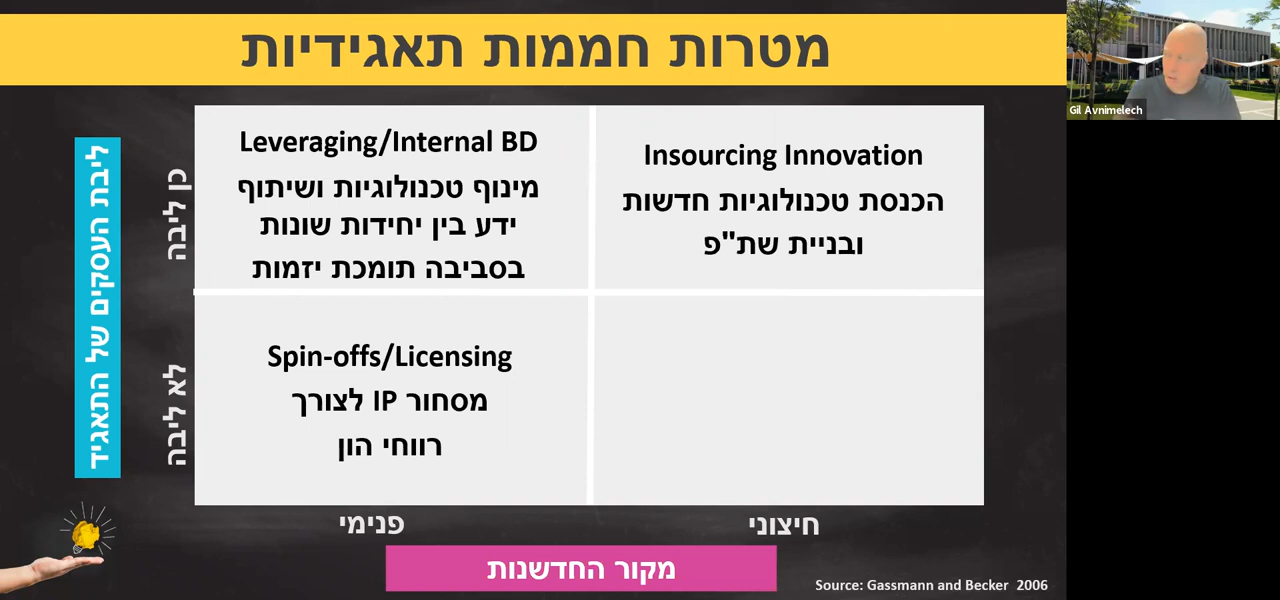 מטרות חממות תאגידיות
Gil Avnimelech
ליבת העסקים של התאגיד
כן ליבה
Leveraging/Internal BD
מינוף טכנולוגיות ושיתוף
ידע בין יחידות שונות
בסביבה תומכת יזמות
Insourcing Innovation
הכנסת טכנולוגיות חדשות
ובניית שת"פ
לא ליבה
Spin-offs/Licensing
מסחור IP לצורך
רווחי הון
פנימי
חיצוני
מקור החדשנות
Source: Gassmann and Becker 2006